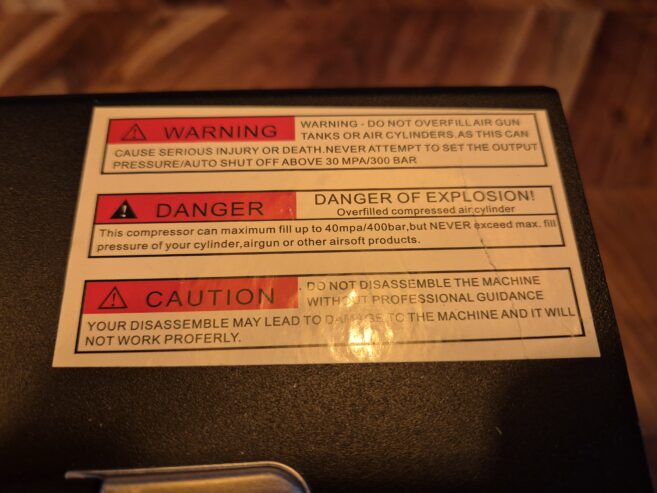 WARNING
WARNING - DO NOT OVERFILL AIR GUN
TANKS OR AIR CYLINDERS. AS THIS CAN
CAUSE SERIOUS INJURY OR DEATH.NEVER ATTEMPT TO SET THE OUTPUT
PRESSURE/AUTO SHUT OFF ABOVE 30 MPA/300 BAR
DANGER
DANGER OF EXPLOSION!
Overfilled compressed air cylinder
This compressor can maximum fill up to 40mpa/400bar,but NEVER exceed max. fill
pressure of your cylinder,airgun or other airsoft products.
CAUTION
. DO NOT DISASSEMBLE THE MACHINE
WITHOUT PROFESSIONAL GUIDANCE
YOUR DISASSEMBLE MAY LEAD TO DAMAGE TO THE MACHINE AND IT WILL
NOT WORK PROFERLY.